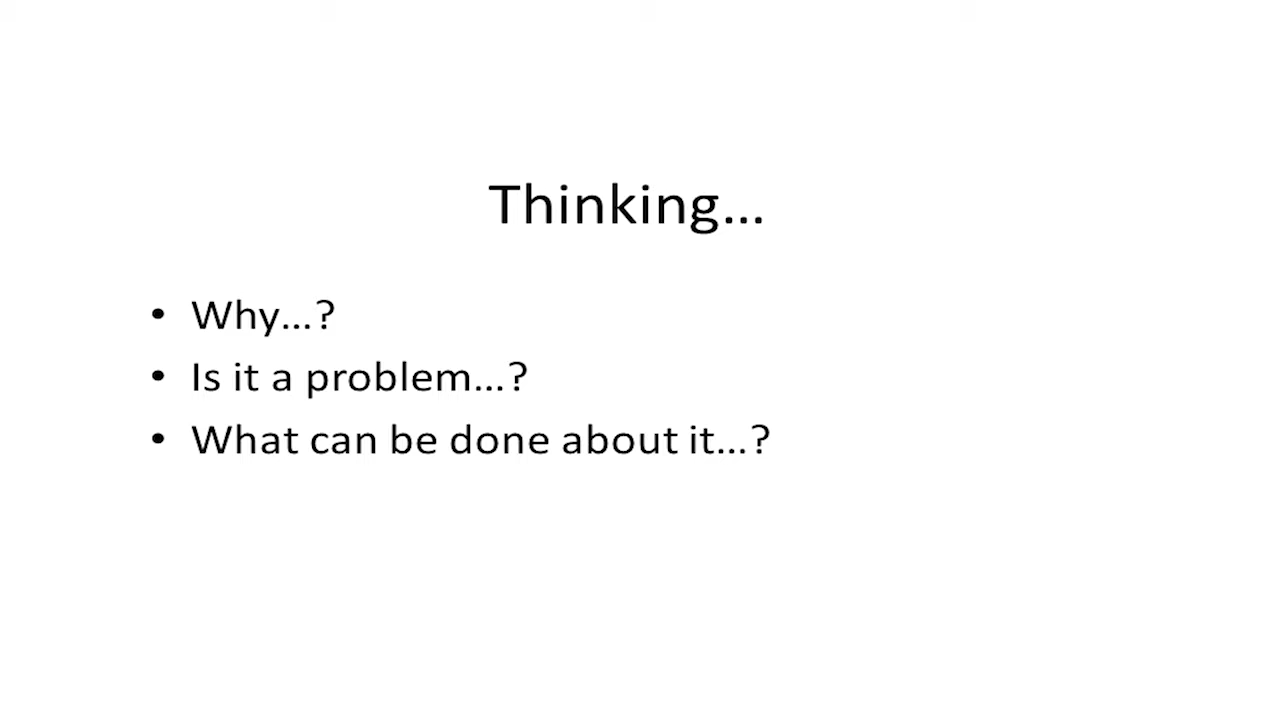 Thinking...
• Why...?
• Is it a problem...?
• What can be done about it...?